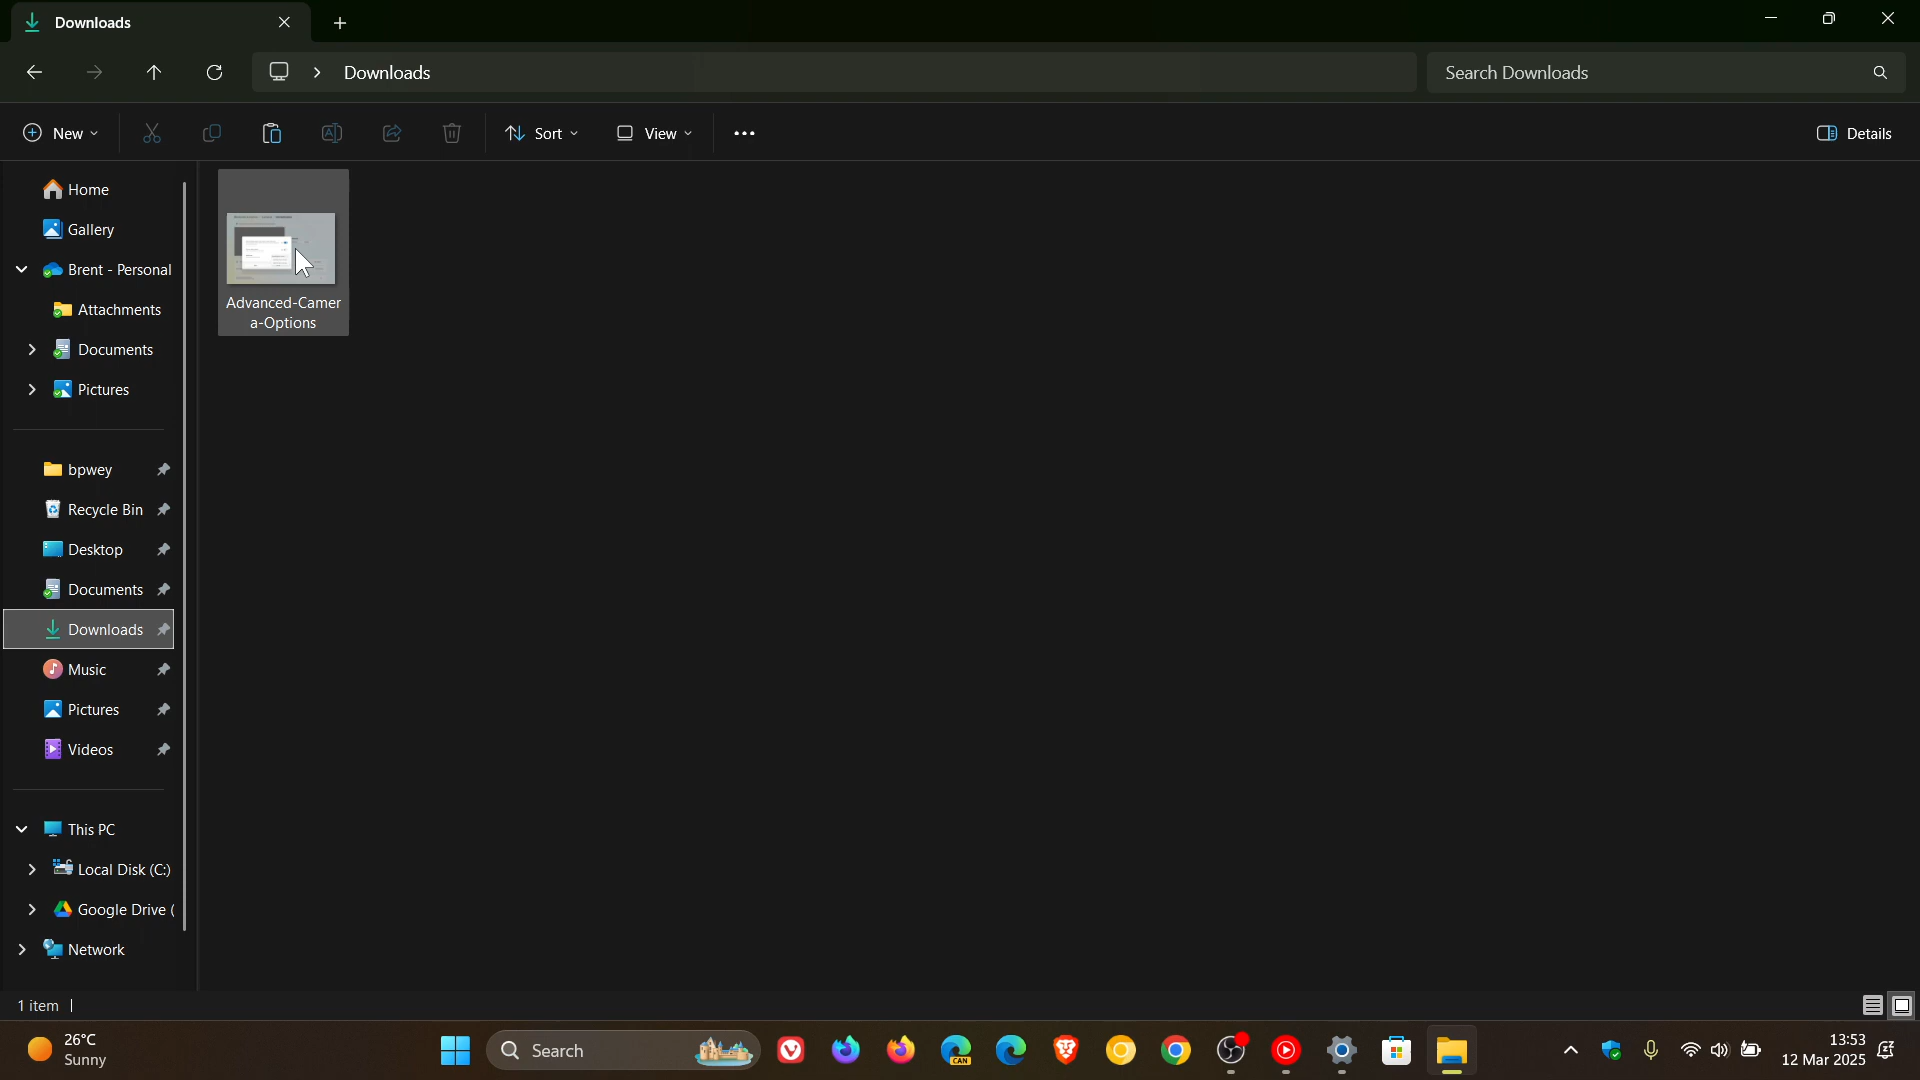 Downloads
Downloads
Search Downloads
New
Sort
View
Details
Home
Gallery
Brent - Personal
Attachments
Documents
Pictures
bpwey
Recycle Bin
Desktop
Documents
Downloads
Music
Pictures
Videos
This PC
Local Disk (C:)
Google Drive (
Network
Advanced-Camer
a-Options
1 item
26°C
Sunny
Search
CAN
13:53
12 Mar 2025